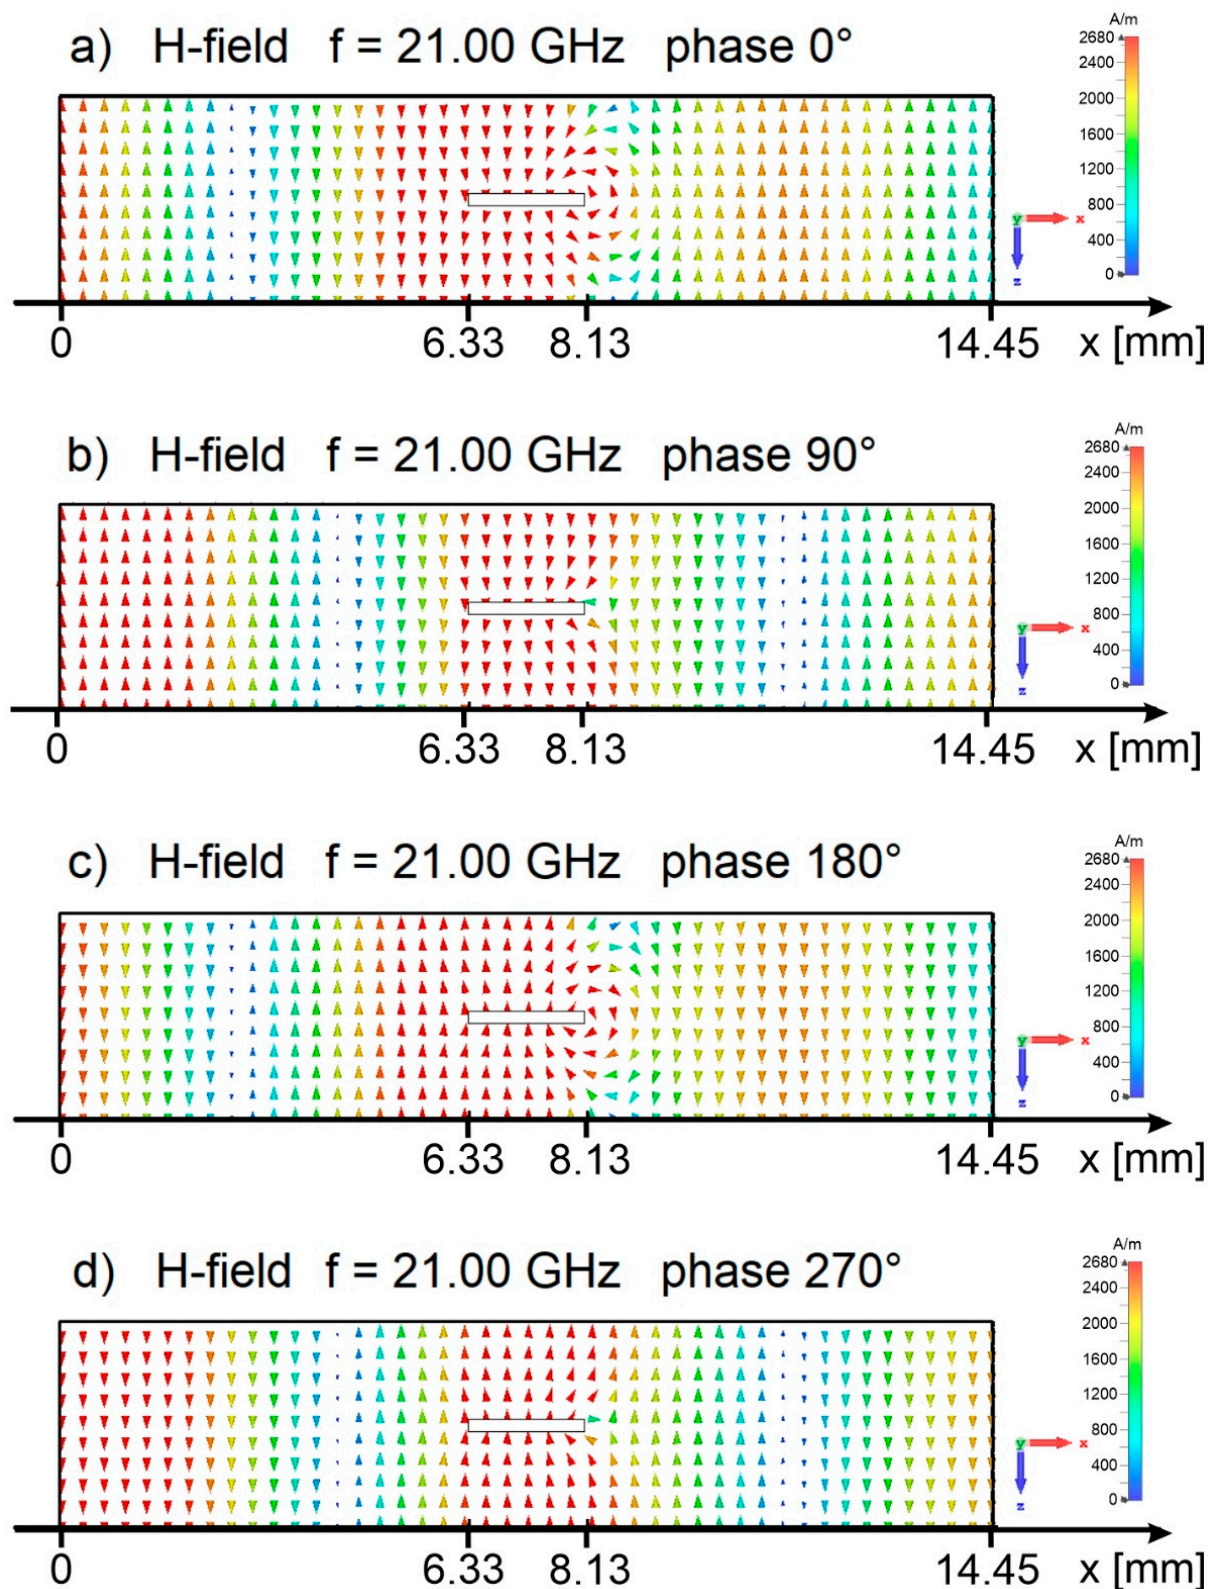 a) H-field f = 21.00 GHz phase 0°
A/m
2680
2400
2000
1600
1200
800
400
0
y x
z
0 6.33 8.13 14.45 x [mm]
b) H-field f = 21.00 GHz phase 90°
A/m
2680
2400
2000
1600
1200
800
400
0
y x
z
0 6.33 8.13 14.45 x [mm]
c) H-field f = 21.00 GHz phase 180°
A/m
2680
2400
2000
1600
1200
800
400
0
y x
z
0 6.33 8.13 14.45 x [mm]
d) H-field f = 21.00 GHz phase 270°
A/m
2680
2400
2000
1600
1200
800
400
0
y x
z
0 6.33 8.13 14.45 x [mm]